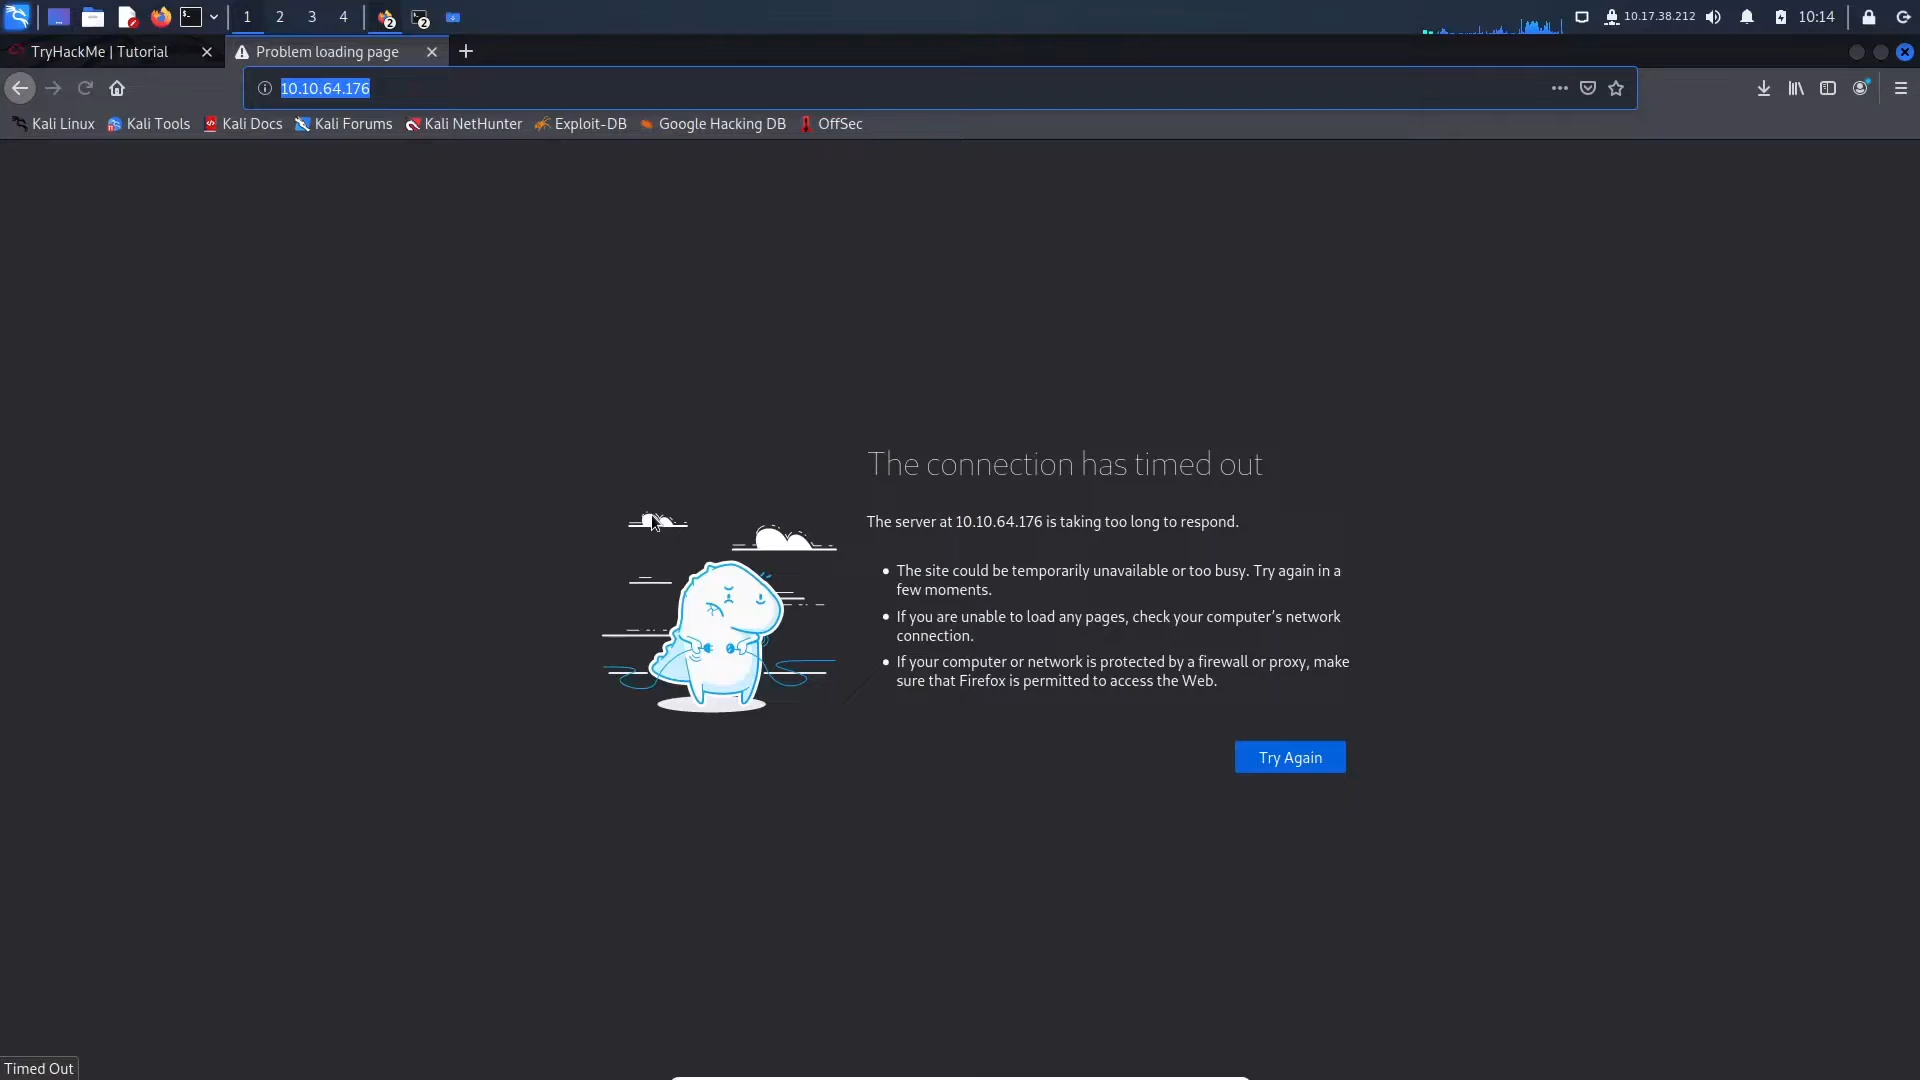 1 2 3 4 2 2 10.17.38.212 10:14
TryHackMe | Tutorial Problem loading page
10.10.64.176
Kali Linux Kali Tools Kali Docs Kali Forums Kali NetHunter Exploit-DB Google Hacking DB OffSec
The connection has timed out
The server at 10.10.64.176 is taking too long to respond.
The site could be temporarily unavailable or too busy. Try again in a
few moments.
If you are unable to load any pages, check your computer’s network
connection.
If your computer or network is protected by a firewall or proxy, make
sure that Firefox is permitted to access the Web.
Try Again
Timed Out